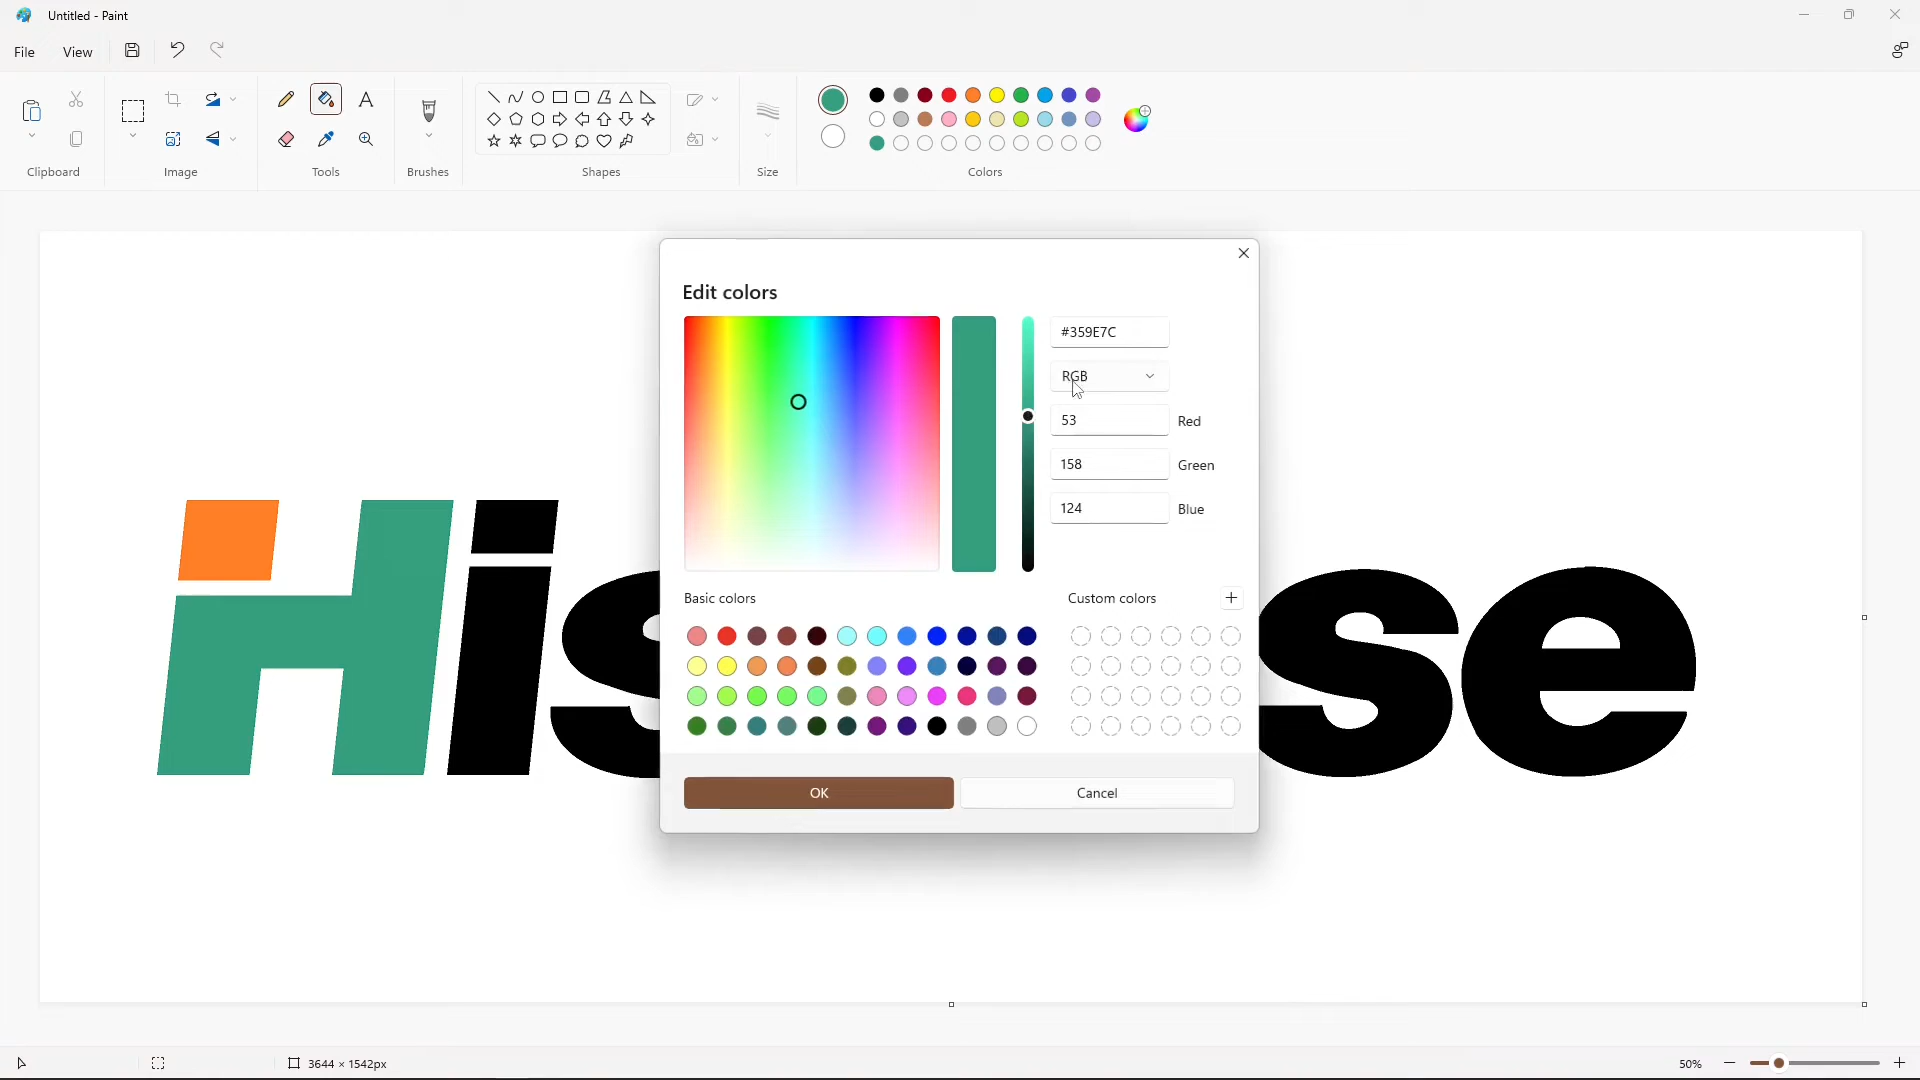 Untitled - Paint
File View
Clipboard
Image
Tools
Brushes
Shapes
Size
Colors
Edit colors
#359E7C
RGB
53 Red
158 Green
124 Blue
Basic colors
Custom colors
OK Cancel
His
se
3644 × 1542px
50%